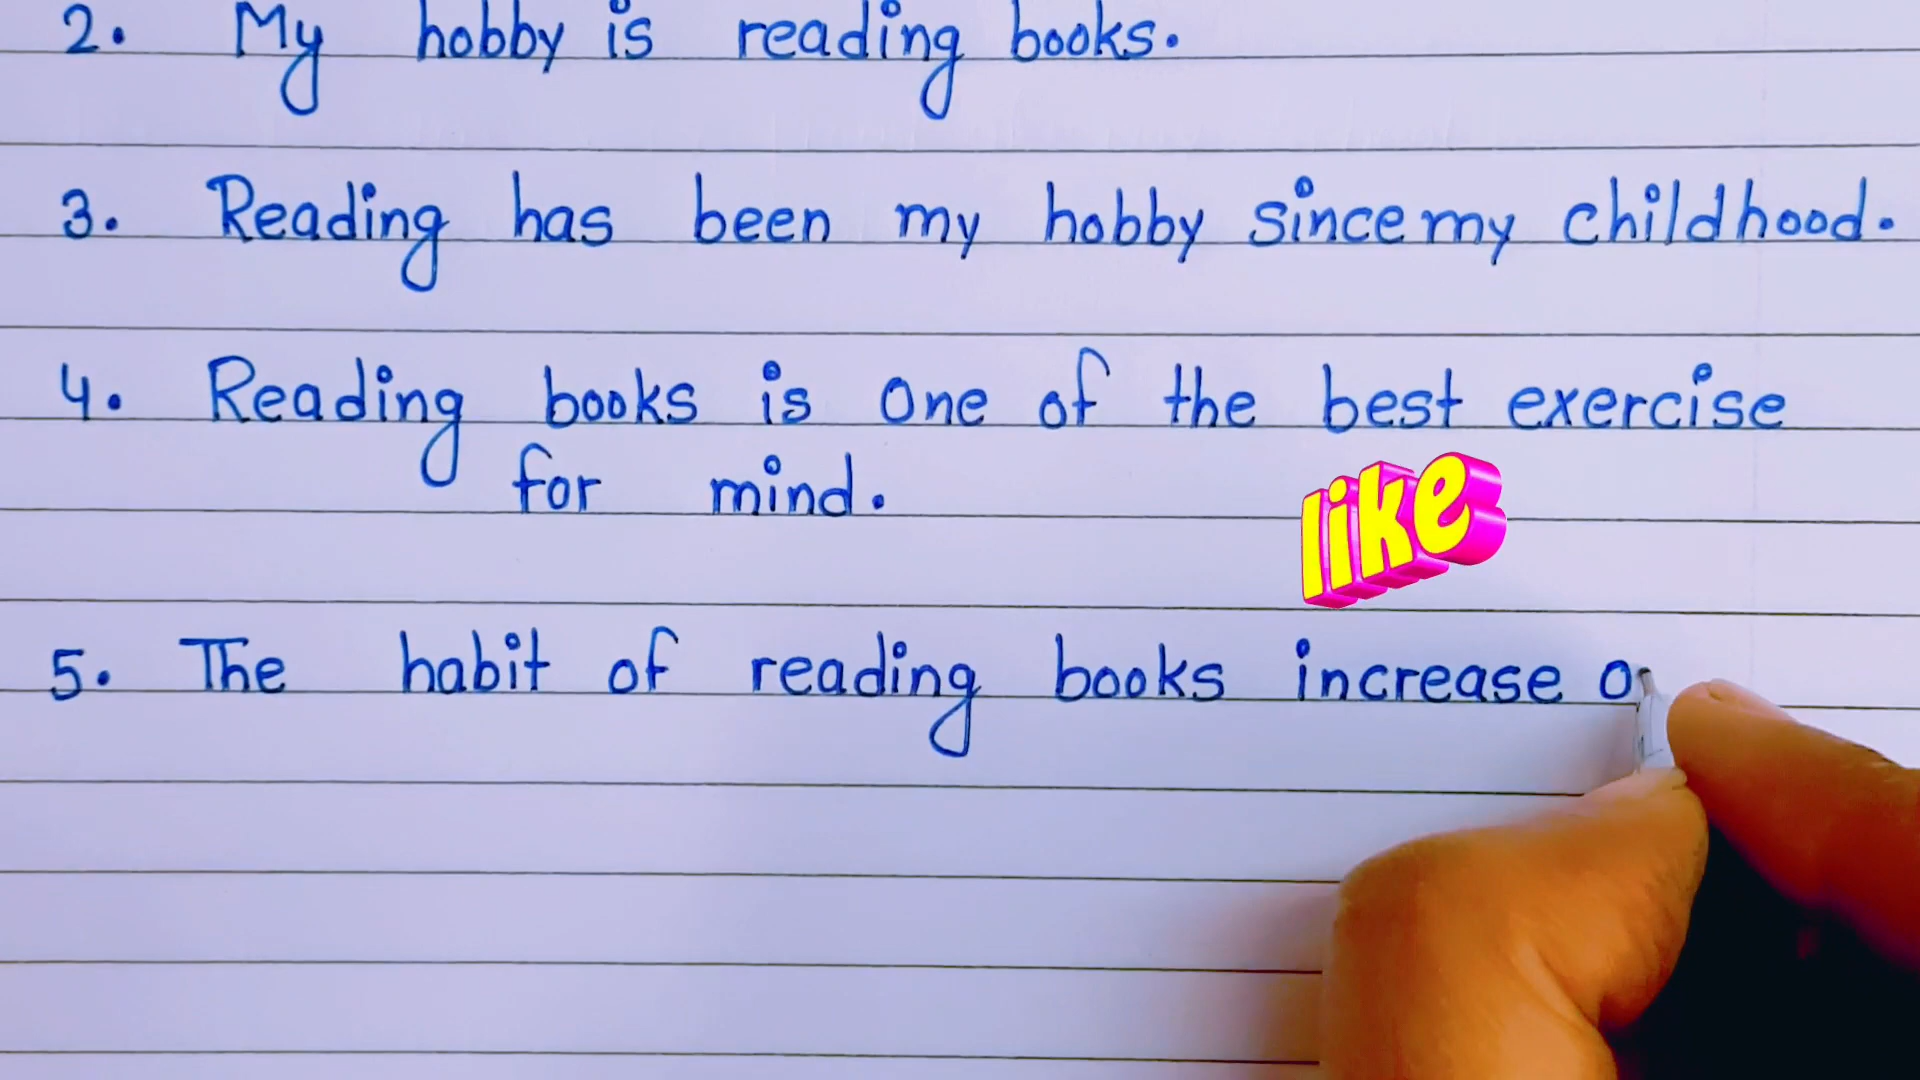 2. My hobby is reading books.
3. Reading has been my hobby since my childhood.
4. Reading books is one of the best exercise
for mind.
like
5. The habit of reading books increase